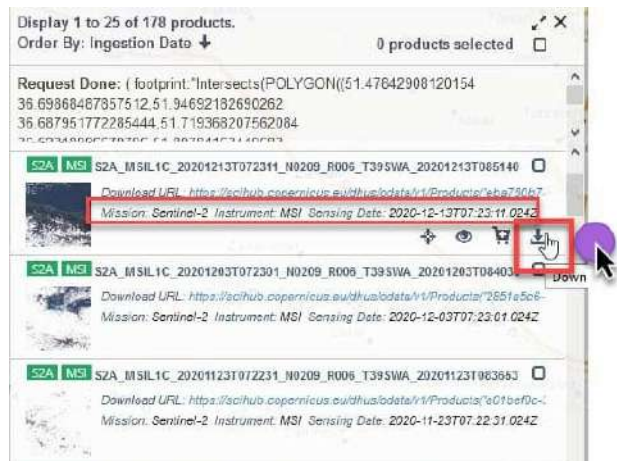 Display 1 to 25 of 178 products.
Order By: Ingestion Date
0 products selected
Request Done: ( footprint:"Intersects(POLYGON((51.47842908120154
36.69868487857512,51.94692182690262
36.687951772285444,51.719368207562084
S2A MSI S2A_MSIL1C_20201213T072311_N0209_R006_T39SWA_20201213T085140
Download URL: https://scihub.copernicus.eu/dhus/odata/v1/Products('eba750b7-
Mission: Sentinel-2 Instrument: MSI Sensing Date: 2020-12-13T07:23:11.024Z
Down
S2A MSI S2A_MSIL1C_20201203T072301_N0209_R006_T39SWA_20201203T08403
Download URL: https://scihub.copernicus.eu/dhus/odata/v1/Products('2851e5c6-
Mission: Sentinel-2 Instrument: MSI Sensing Date: 2020-12-03T07:23:01.024Z
S2A MSI S2A_MSIL1C_20201123T072231_N0209_R006_T39SWA_20201123T083653
Download URL: https://scihub.copernicus.eu/dhus/odata/v1/Products('e01bef0c-
Mission: Sentinel-2 Instrument: MSI Sensing Date: 2020-11-23T07:22:31.024Z